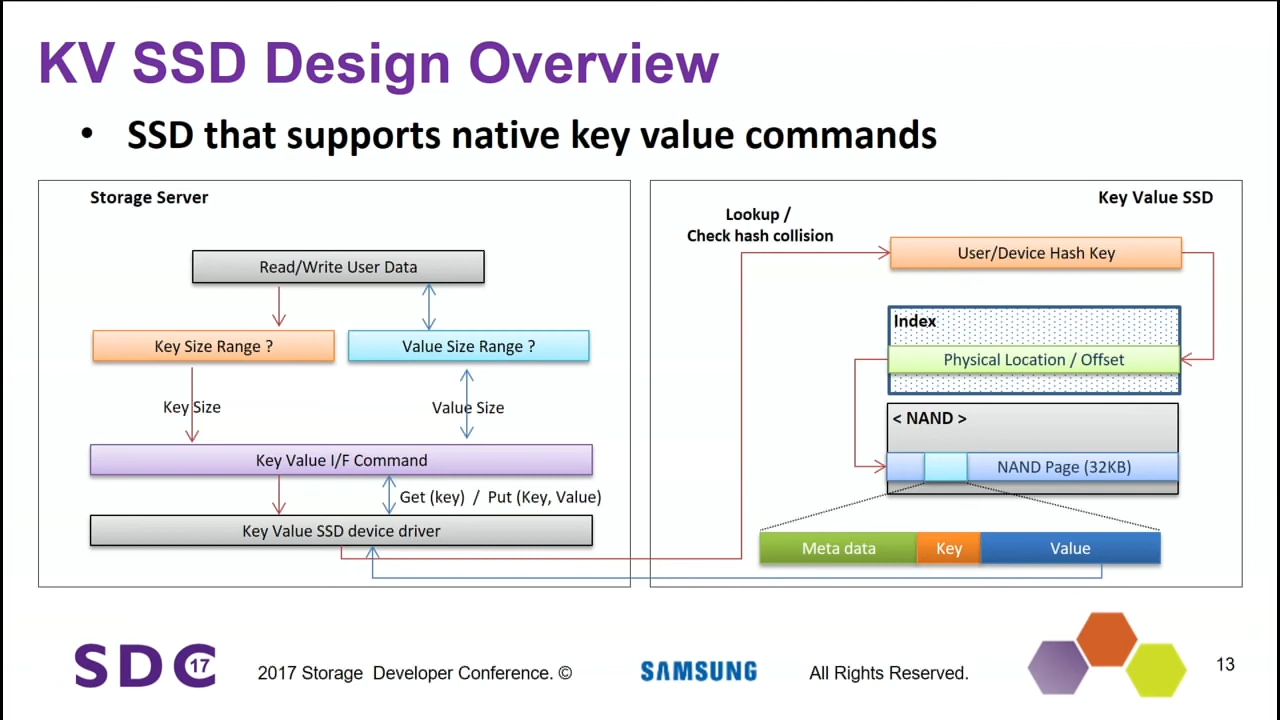 KV SSD Design Overview
• SSD that supports native key value commands
Storage Server
Read/Write User Data
Key Size Range ?
Value Size Range ?
Key Size
Value Size
Key Value I/F Command
Get (key) / Put (Key, Value)
Key Value SSD device driver
Key Value SSD
Lookup /
Check hash collision
User/Device Hash Key
Index
Physical Location / Offset
< NAND >
NAND Page (32KB)
Meta data
Key
Value
SDC 17
2017 Storage Developer Conference. ©
SAMSUNG
All Rights Reserved.
13